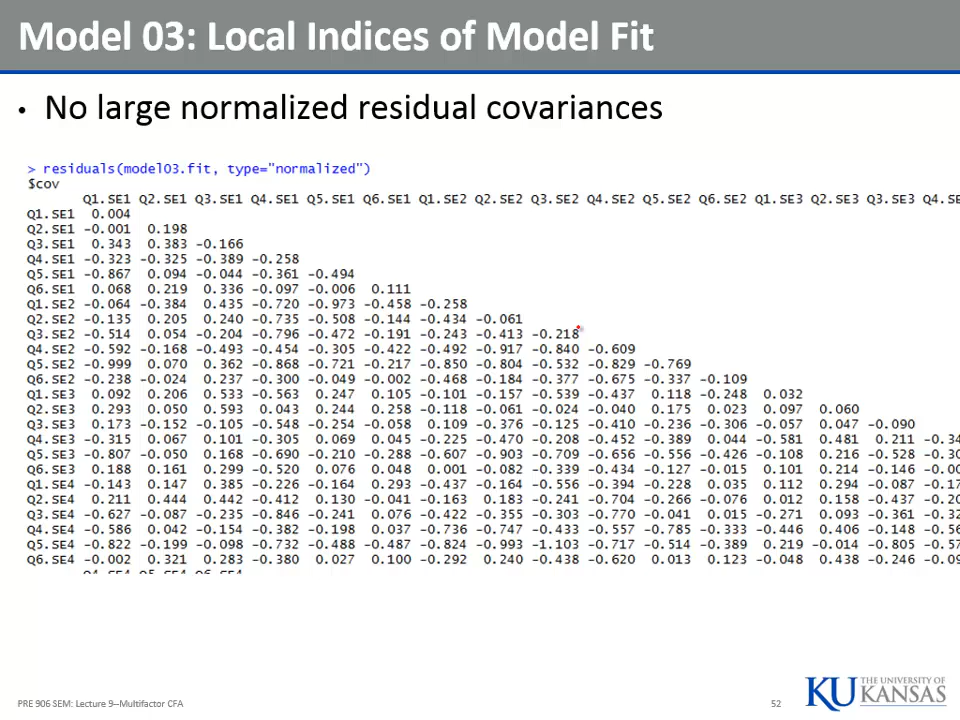 Model 03: Local Indices of Model Fit
• No large normalized residual covariances
> residuals(model03.fit, type="normalized")
$cov
Q1.SE1 Q2.SE1 Q3.SE1 Q4.SE1 Q5.SE1 Q6.SE1 Q1.SE2 Q2.SE2 Q3.SE2 Q4.SE2 Q5.SE2 Q6.SE2 Q1.SE3 Q2.SE3 Q3.SE3 Q4.SE
Q1.SE1 0.004
Q2.SE1 -0.001 0.198
Q3.SE1 0.343 0.383 -0.166
Q4.SE1 -0.323 -0.325 -0.389 -0.258
Q5.SE1 -0.867 0.094 -0.044 -0.361 -0.494
Q6.SE1 0.068 0.219 0.336 -0.097 -0.006 0.111
Q1.SE2 -0.064 -0.384 0.435 -0.720 -0.973 -0.458 -0.258
Q2.SE2 -0.135 0.205 0.240 -0.735 -0.508 -0.144 -0.434 -0.061
Q3.SE2 -0.514 0.054 -0.204 -0.796 -0.472 -0.191 -0.243 -0.413 -0.218
Q4.SE2 -0.592 -0.168 -0.493 -0.454 -0.305 -0.422 -0.492 -0.917 -0.840 -0.609
Q5.SE2 -0.999 0.070 0.362 -0.868 -0.721 -0.217 -0.850 -0.804 -0.532 -0.829 -0.769
Q6.SE2 -0.238 -0.024 0.237 -0.300 -0.049 -0.002 -0.468 -0.184 -0.377 -0.675 -0.337 -0.109
Q1.SE3 0.092 0.206 0.533 -0.563 0.247 0.105 -0.101 -0.157 -0.539 -0.437 0.118 -0.248 0.032
Q2.SE3 0.293 0.050 0.593 0.043 0.244 0.258 -0.118 -0.061 -0.024 -0.040 0.175 0.023 0.097 0.060
Q3.SE3 0.173 -0.152 -0.105 -0.548 -0.254 -0.058 0.109 -0.376 -0.125 -0.410 -0.236 -0.306 -0.057 0.047 -0.090
Q4.SE3 -0.315 0.067 0.101 -0.305 0.069 0.045 -0.225 -0.470 -0.208 -0.452 -0.389 0.044 -0.581 0.481 0.211 -0.34
Q5.SE3 -0.807 -0.050 0.168 -0.690 -0.210 -0.288 -0.607 -0.903 -0.709 -0.656 -0.556 -0.426 -0.108 0.216 -0.528 -0.30
Q6.SE3 0.188 0.161 0.299 -0.520 0.076 0.048 0.001 -0.082 -0.339 -0.434 -0.127 -0.015 0.101 0.214 -0.146 -0.00
Q1.SE4 -0.143 0.147 0.385 -0.226 -0.164 0.293 -0.437 -0.164 -0.556 -0.394 -0.228 0.035 0.112 0.294 -0.087 -0.17
Q2.SE4 0.211 0.444 0.442 -0.412 0.130 -0.041 -0.163 0.183 -0.241 -0.704 -0.266 -0.076 0.012 0.158 -0.437 -0.20
Q3.SE4 -0.627 -0.087 -0.235 -0.846 -0.241 0.076 -0.422 -0.355 -0.303 -0.770 -0.041 0.015 -0.271 0.093 -0.361 -0.32
Q4.SE4 -0.586 0.042 -0.154 -0.382 -0.198 0.037 -0.736 -0.747 -0.433 -0.557 -0.785 -0.333 -0.446 0.406 -0.148 -0.56
Q5.SE4 -0.822 -0.199 -0.098 -0.732 -0.488 -0.487 -0.824 -0.993 -1.103 -0.717 -0.514 -0.389 0.219 -0.014 -0.805 -0.57
Q6.SE4 -0.002 0.321 0.283 -0.380 0.027 0.100 -0.292 0.240 -0.438 -0.620 0.013 0.123 -0.048 0.438 -0.246 -0.09
PRE 906 SEM: Lecture 9--Multifactor CFA
52
KU THE UNIVERSITY OF
KANSAS